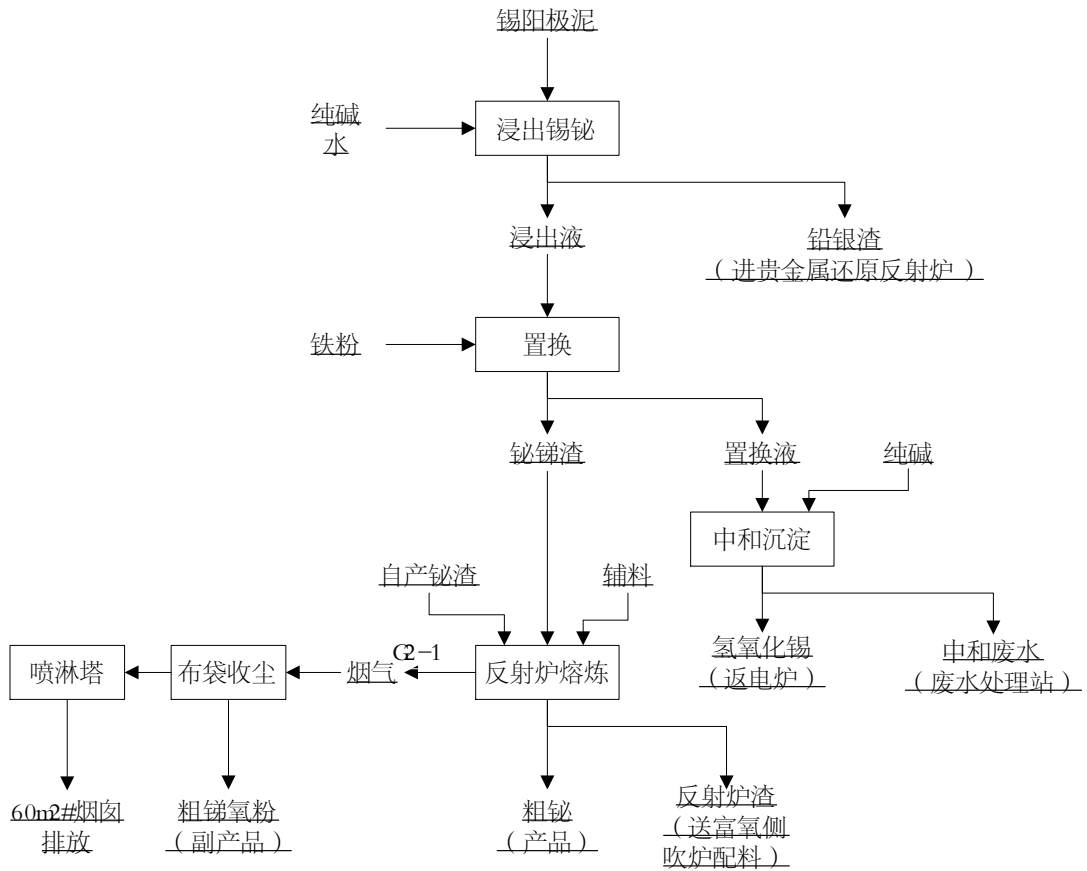 锡阳极泥
纯碱
水
浸出锡铋
浸出液
铅银渣
（进贵金属还原反射炉）
铁粉
置换
铋锑渣
置换液
纯碱
中和沉淀
自产铋渣
辅料
氢氧化锡
（返电炉）
中和废水
（废水处理站）
喷淋塔
布袋收尘
烟气
G2-1
反射炉熔炼
60m2#烟囱
排放
粗锑氧粉
（副产品）
粗铋
（产品）
反射炉渣
（送富氧侧
吹炉配料）